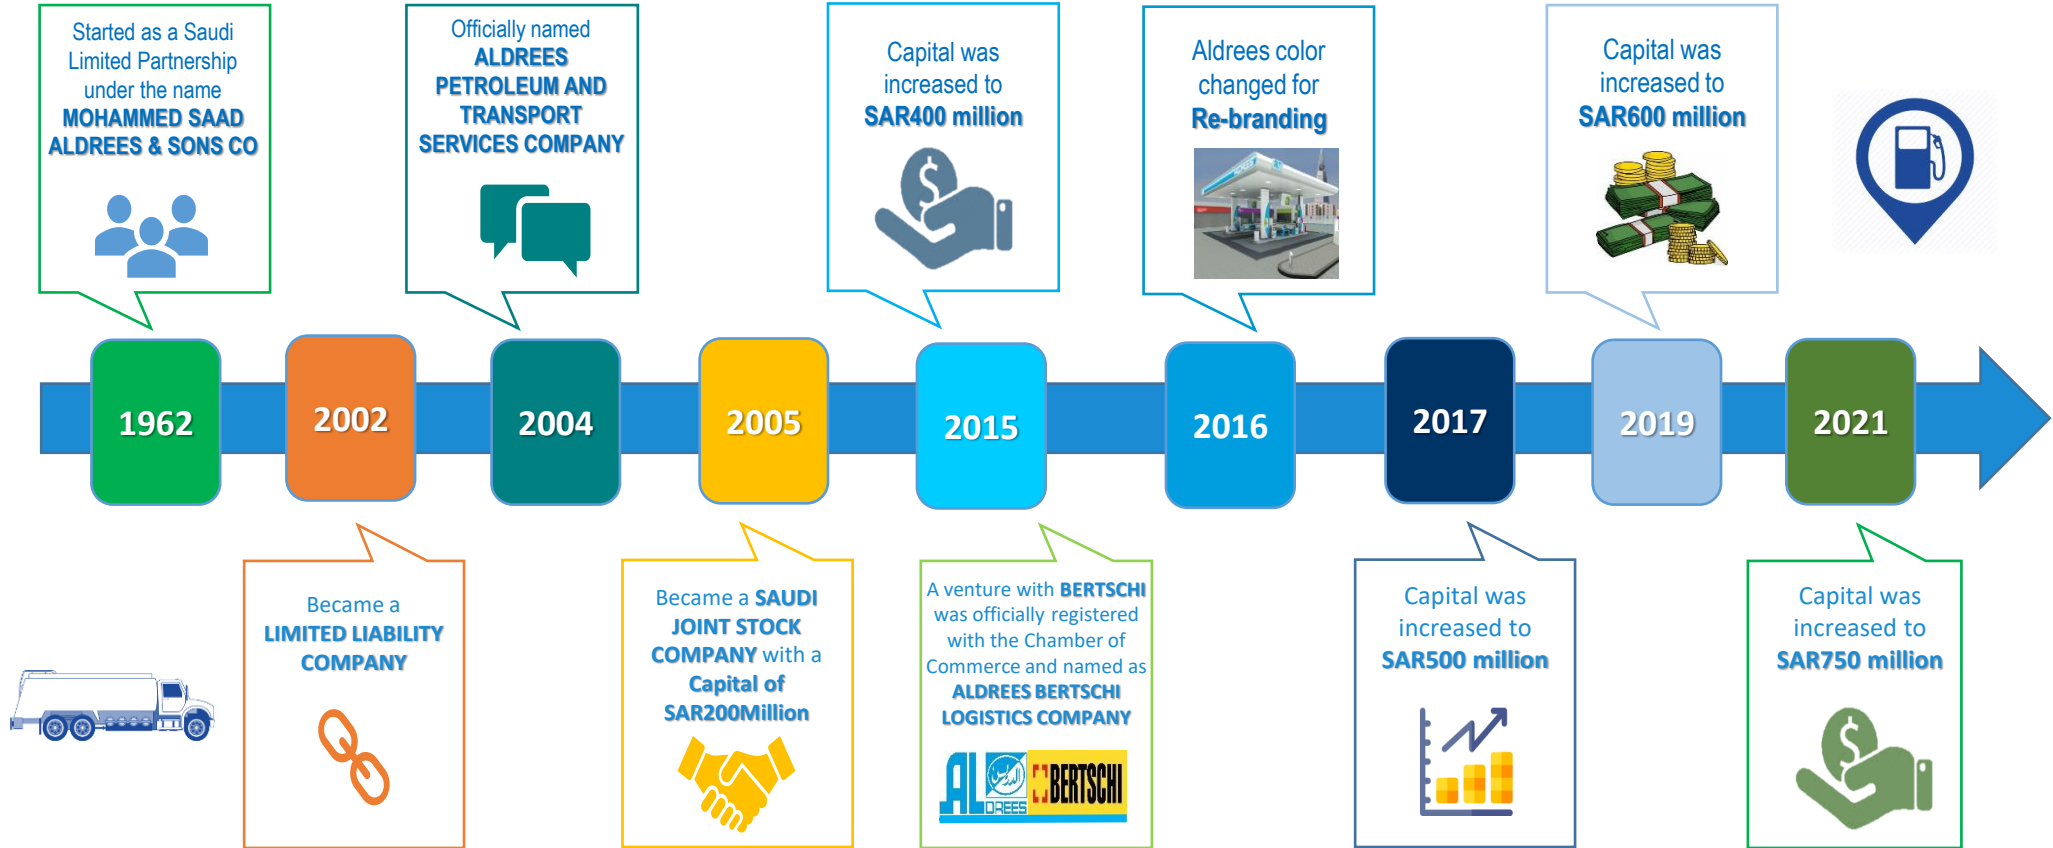 Started as a Saudi
Limited Partnership
under the name
MOHAMMED SAAD
ALDREES & SONS CO
Officially named
ALDREES
PETROLEUM AND
TRANSPORT
SERVICES COMPANY
Capital was
increased to
SAR400 million
Aldrees color
changed for
Re-branding
Capital was
increased to
SAR600 million
1962
2002
2004
2005
2015
2016
2017
2019
2021
Became a
LIMITED LIABILITY
COMPANY
Became a SAUDI
JOINT STOCK
COMPANY with a
Capital of
SAR200Million
A venture with BERTSCHI
was officially registered
with the Chamber of
Commerce and named as
ALDREES BERTSCHI
LOGISTICS COMPANY
ALDREES
الدريس
BERTSCHI
Capital was
increased to
SAR500 million
Capital was
increased to
SAR750 million